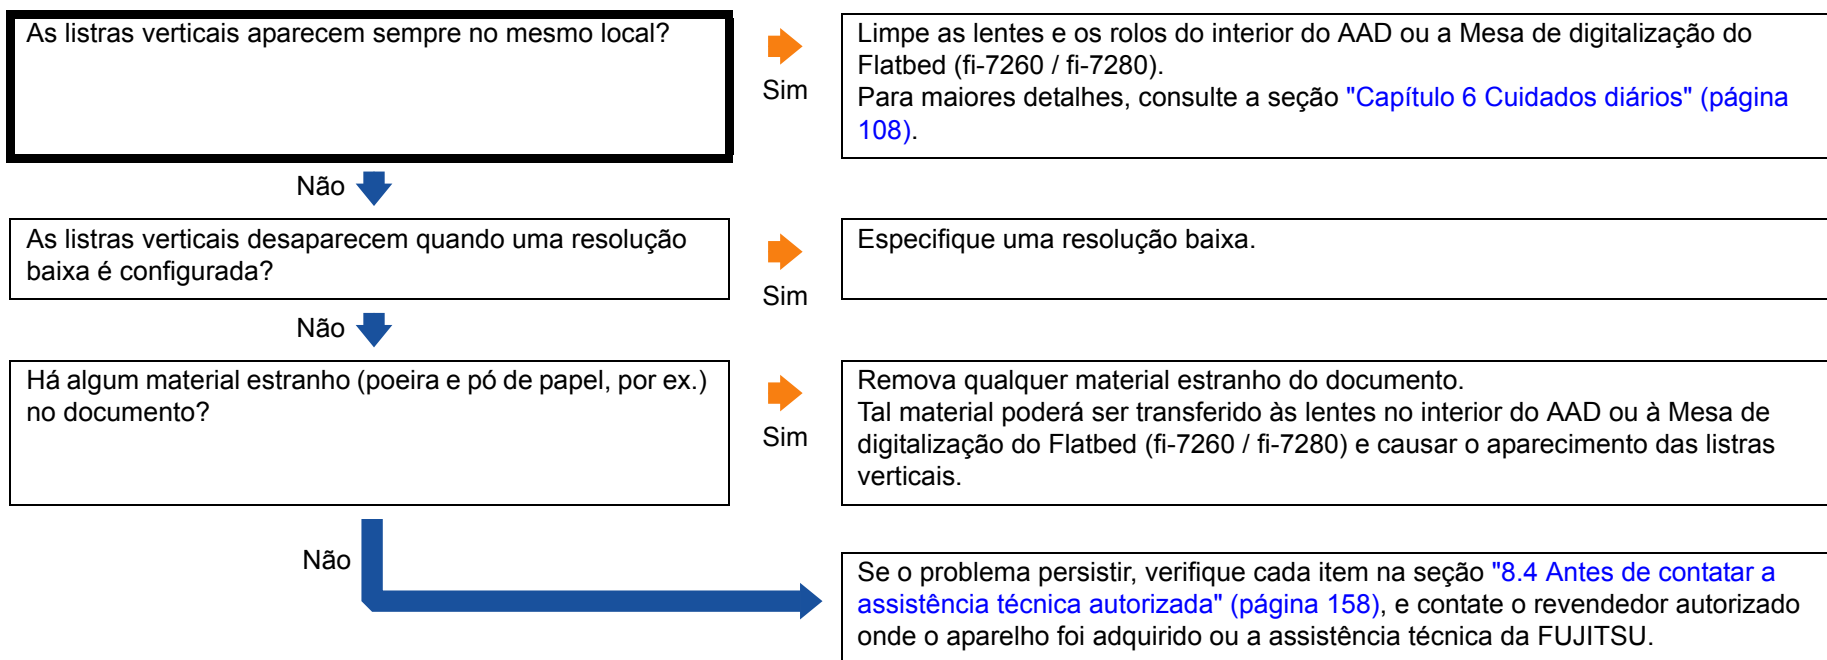 As listras verticais aparecem sempre no mesmo local?
Sim
Limpe as lentes e os rolos do interior do AAD ou a Mesa de digitalização do
Flatbed (fi-7260 / fi-7280).
Para maiores detalhes, consulte a seção "Capítulo 6 Cuidados diários" (página
108).
Não
As listras verticais desaparecem quando uma resolução
baixa é configurada?
Sim
Especifique uma resolução baixa.
Não
Há algum material estranho (poeira e pó de papel, por ex.)
no documento?
Sim
Remova qualquer material estranho do documento.
Tal material poderá ser transferido às lentes no interior do AAD ou à Mesa de
digitalização do Flatbed (fi-7260 / fi-7280) e causar o aparecimento das listras
verticais.
Não
Se o problema persistir, verifique cada item na seção "8.4 Antes de contatar a
assistência técnica autorizada" (página 158), e contate o revendedor autorizado
onde o aparelho foi adquirido ou a assistência técnica da FUJITSU.